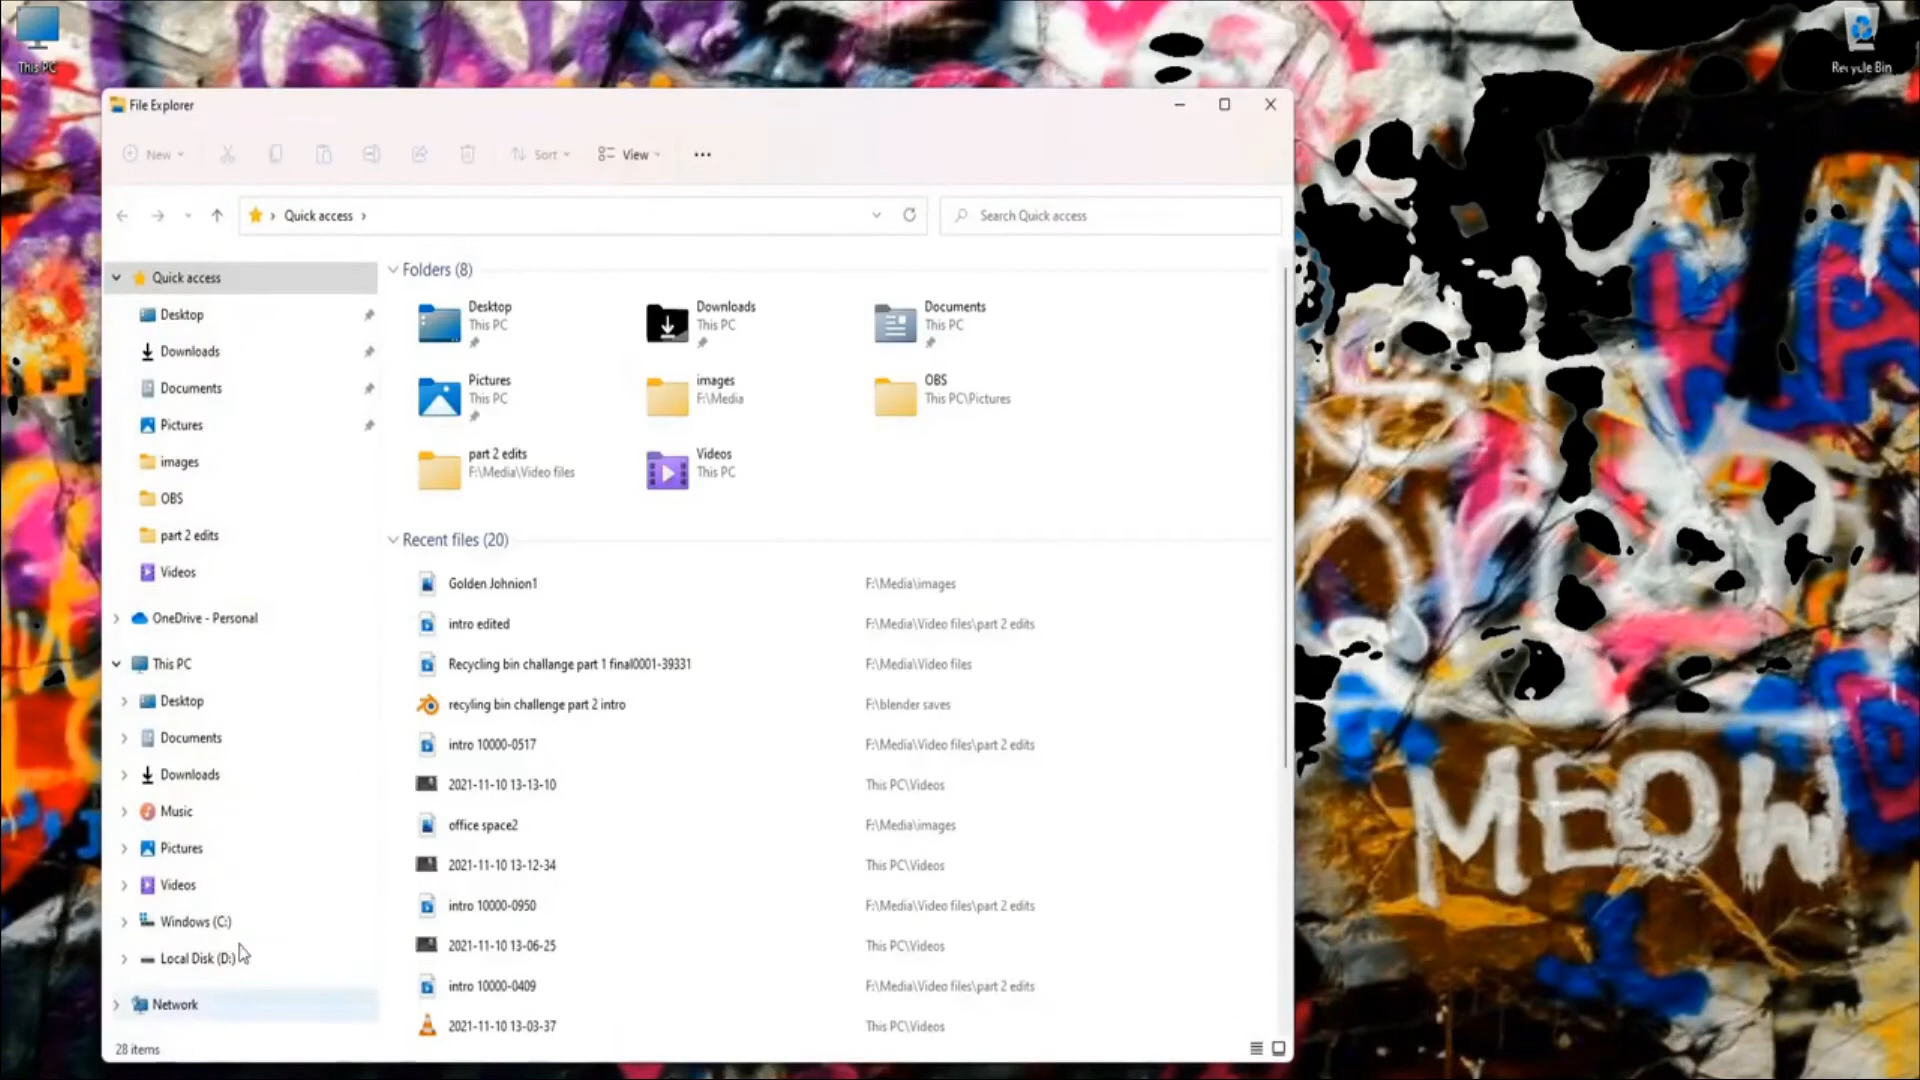 This PC
Recycle Bin
File Explorer
New
Sort
View
Quick access
Search Quick access
Quick access
Desktop
Downloads
Documents
Pictures
images
OBS
part 2 edits
Videos
OneDrive - Personal
This PC
Desktop
Documents
Downloads
Music
Pictures
Videos
Windows (C:)
Local Disk (D:)
Network
Folders (8)
Desktop
This PC
Downloads
This PC
Documents
This PC
Pictures
This PC
images
F:\Media
OBS
This PC\Pictures
part 2 edits
F:\Media\Video files
Videos
This PC
Recent files (20)
Golden Johnion1 F:\Media\images
intro edited F:\Media\Video files\part 2 edits
Recycling bin challange part 1 final0001-39331 F:\Media\Video files
recyling bin challenge part 2 intro F:\blender saves
intro 10000-0517 F:\Media\Video files\part 2 edits
2021-11-10 13-13-10 This PC\Videos
office space2 F:\Media\images
2021-11-10 13-12-34 This PC\Videos
intro 10000-0950 F:\Media\Video files\part 2 edits
2021-11-10 13-06-25 This PC\Videos
intro 10000-0409 F:\Media\Video files\part 2 edits
2021-11-10 13-03-37 This PC\Videos
28 items
MEOW